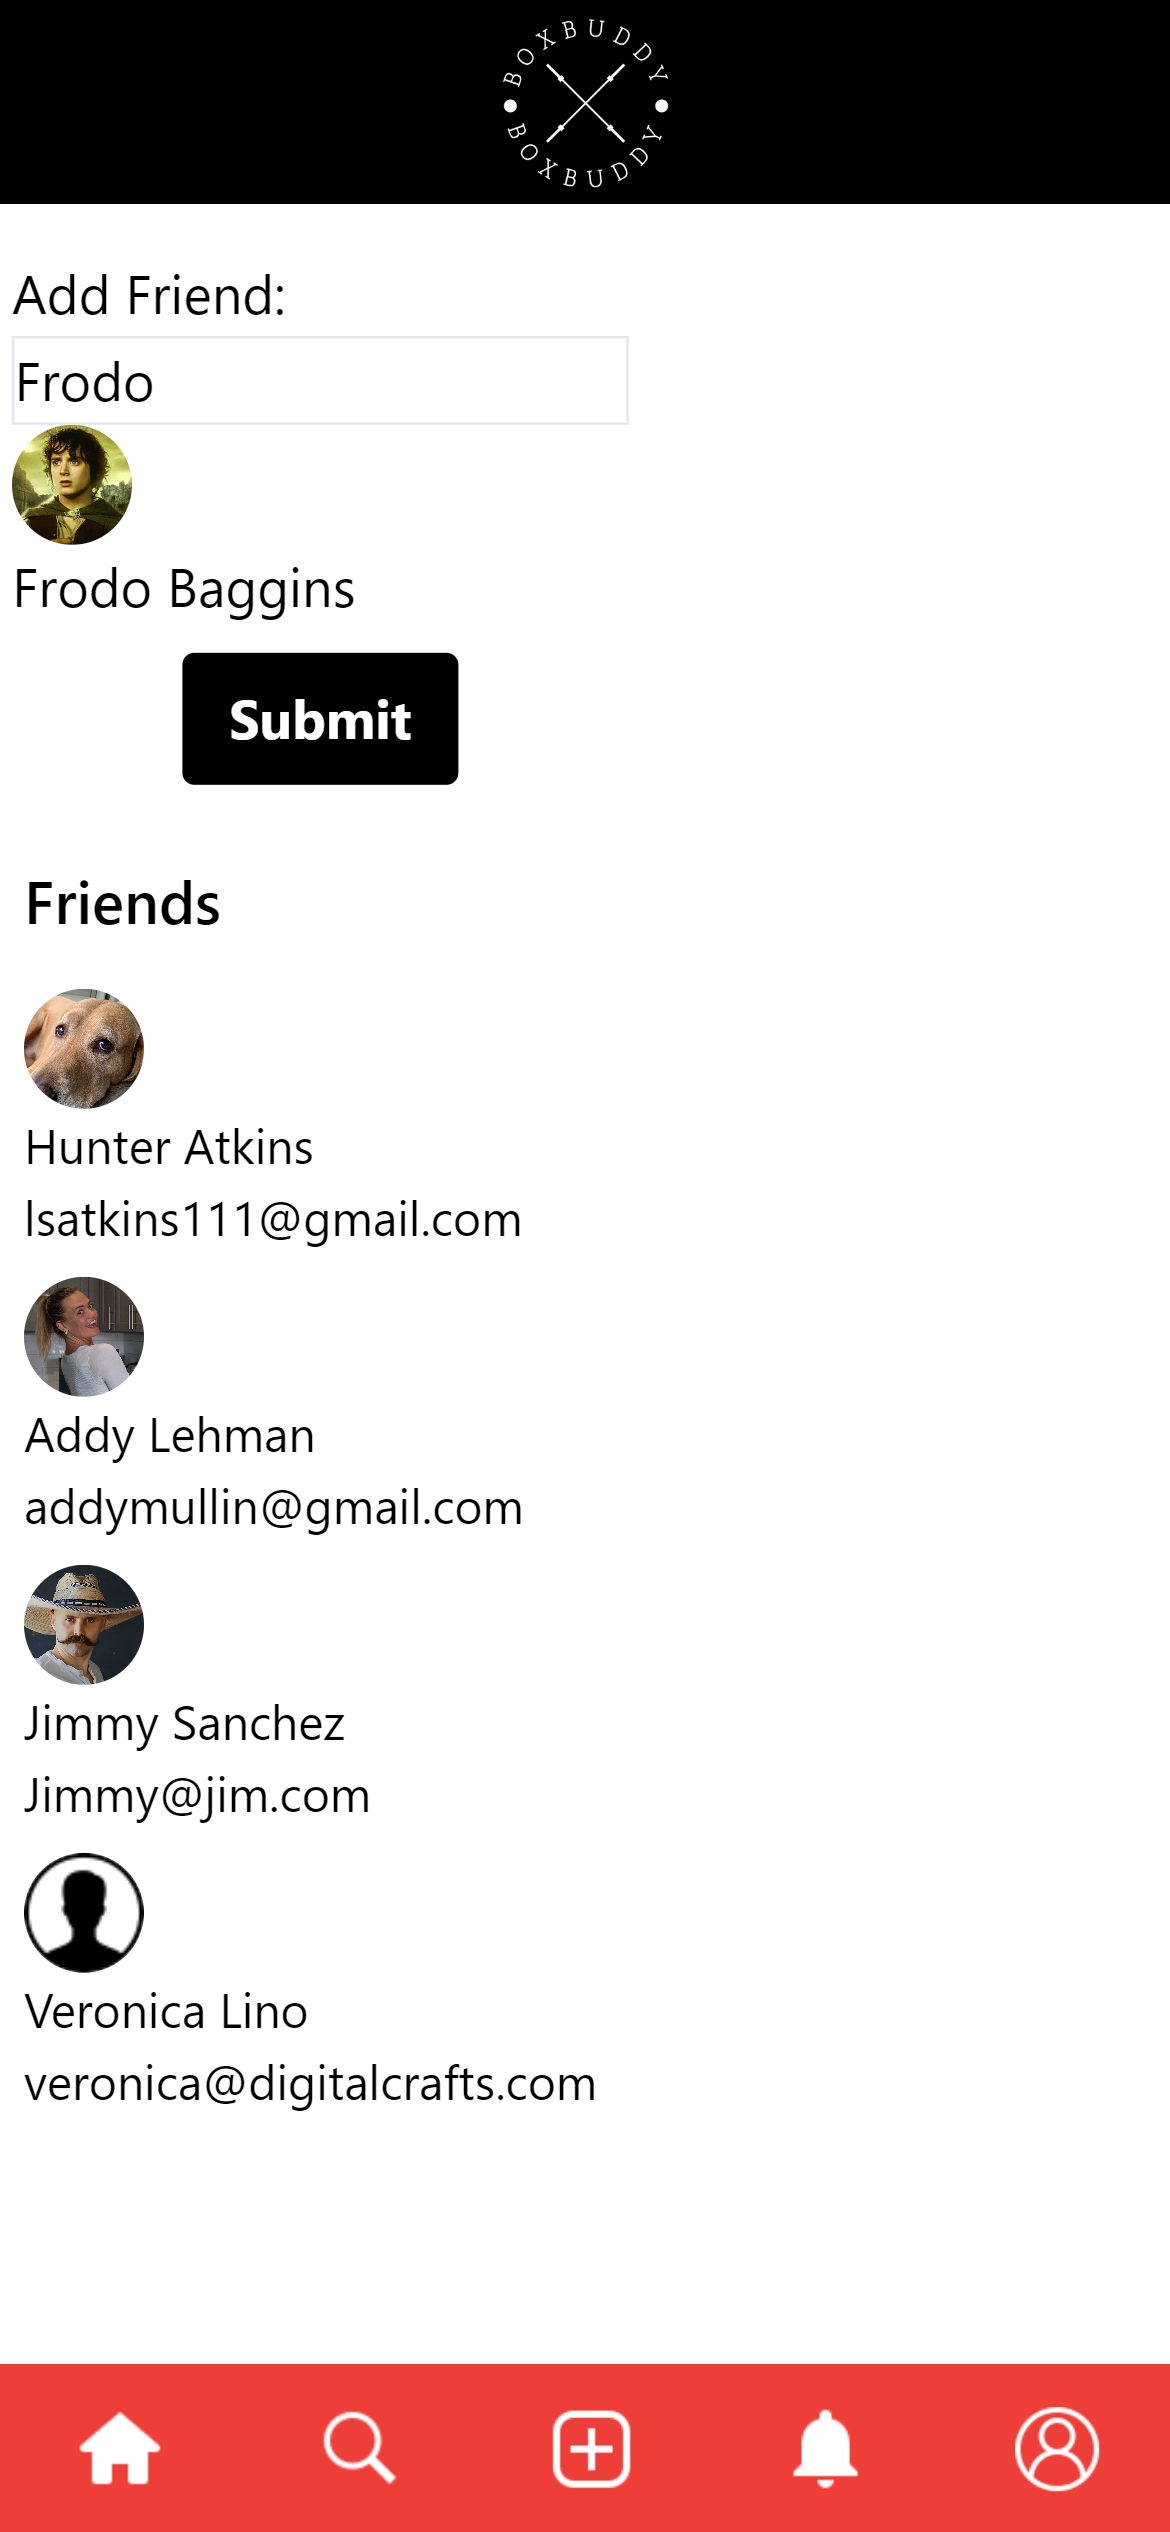 BOXBUDDY
BOXBUDDY
Add Friend:
Frodo
Frodo Baggins
Submit
Friends
Hunter Atkins
lsatkins111@gmail.com
Addy Lehman
addymullin@gmail.com
Jimmy Sanchez
Jimmy@jim.com
Veronica Lino
veronica@digitalcrafts.com